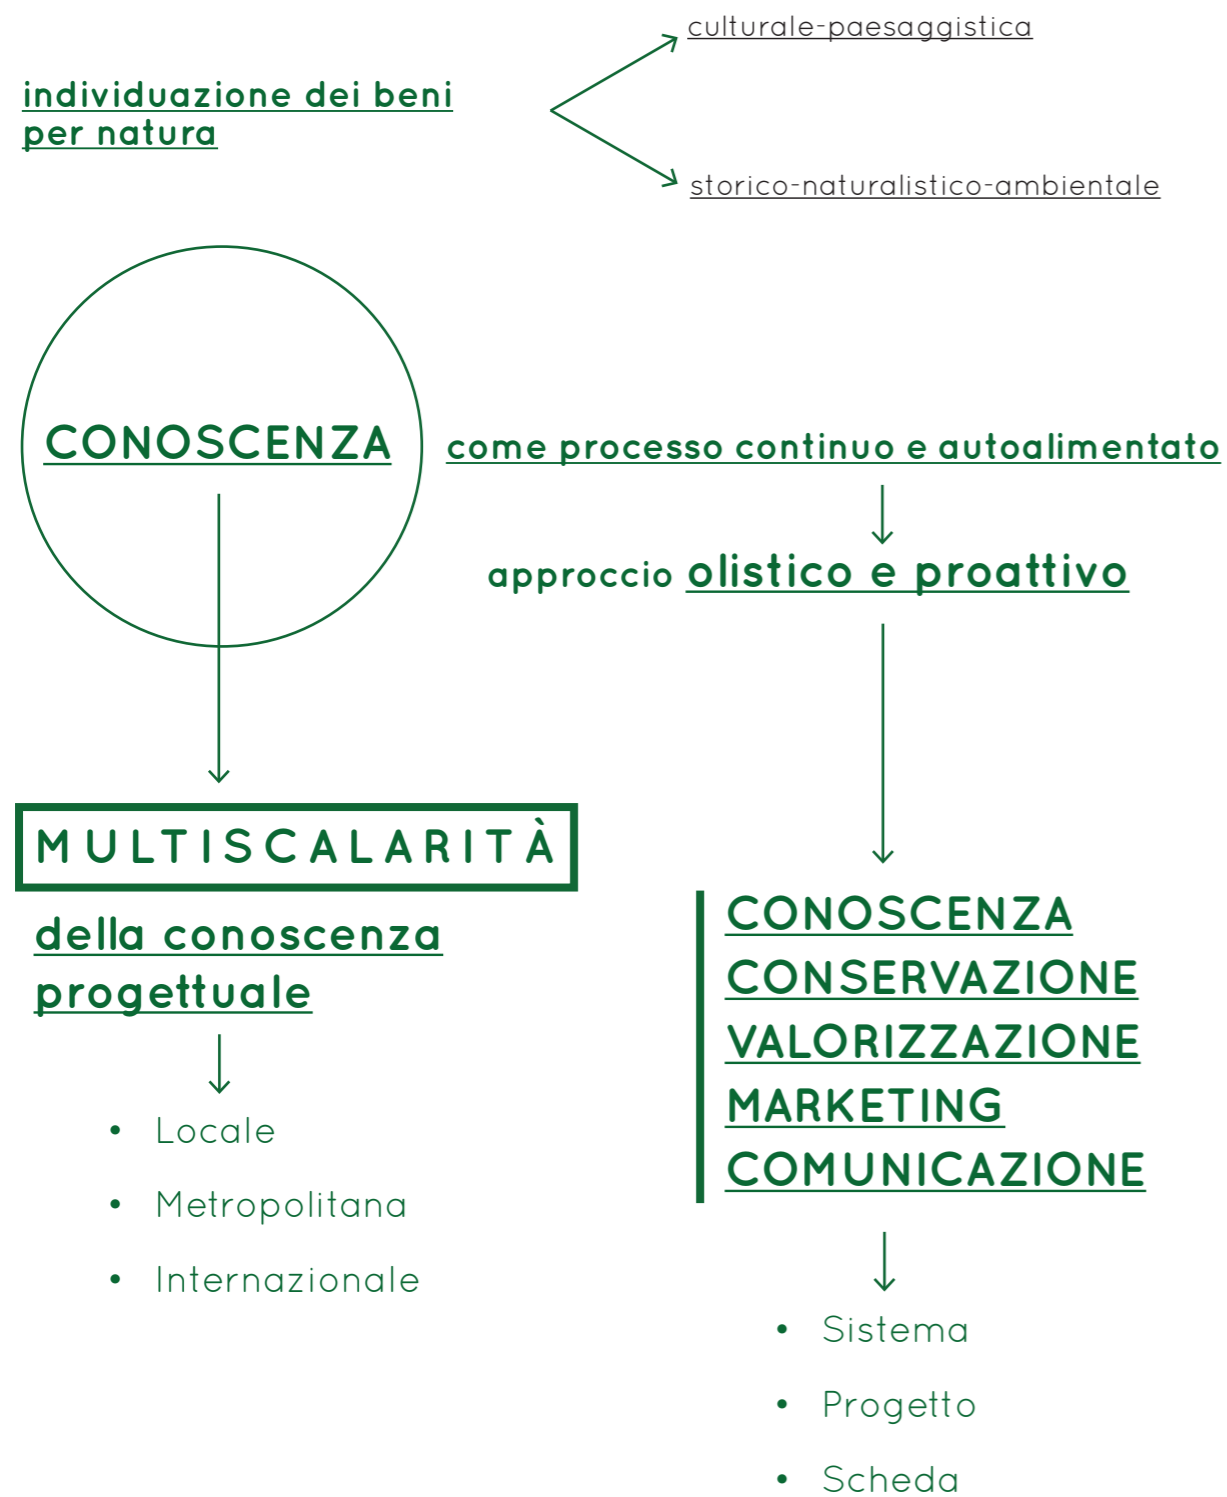 culturale-paesaggistica
individuazione dei beni
per natura
storico-naturalistico-ambientale
CONOSCENZA
come processo continuo e autoalimentato
approccio olistico e proattivo
MULTISCALARITÀ
della conoscenza
progettuale
• Locale
• Metropolitana
• Internazionale
CONOSCENZA
CONSERVAZIONE
VALORIZZAZIONE
MARKETING
COMUNICAZIONE
• Sistema
• Progetto
• Scheda